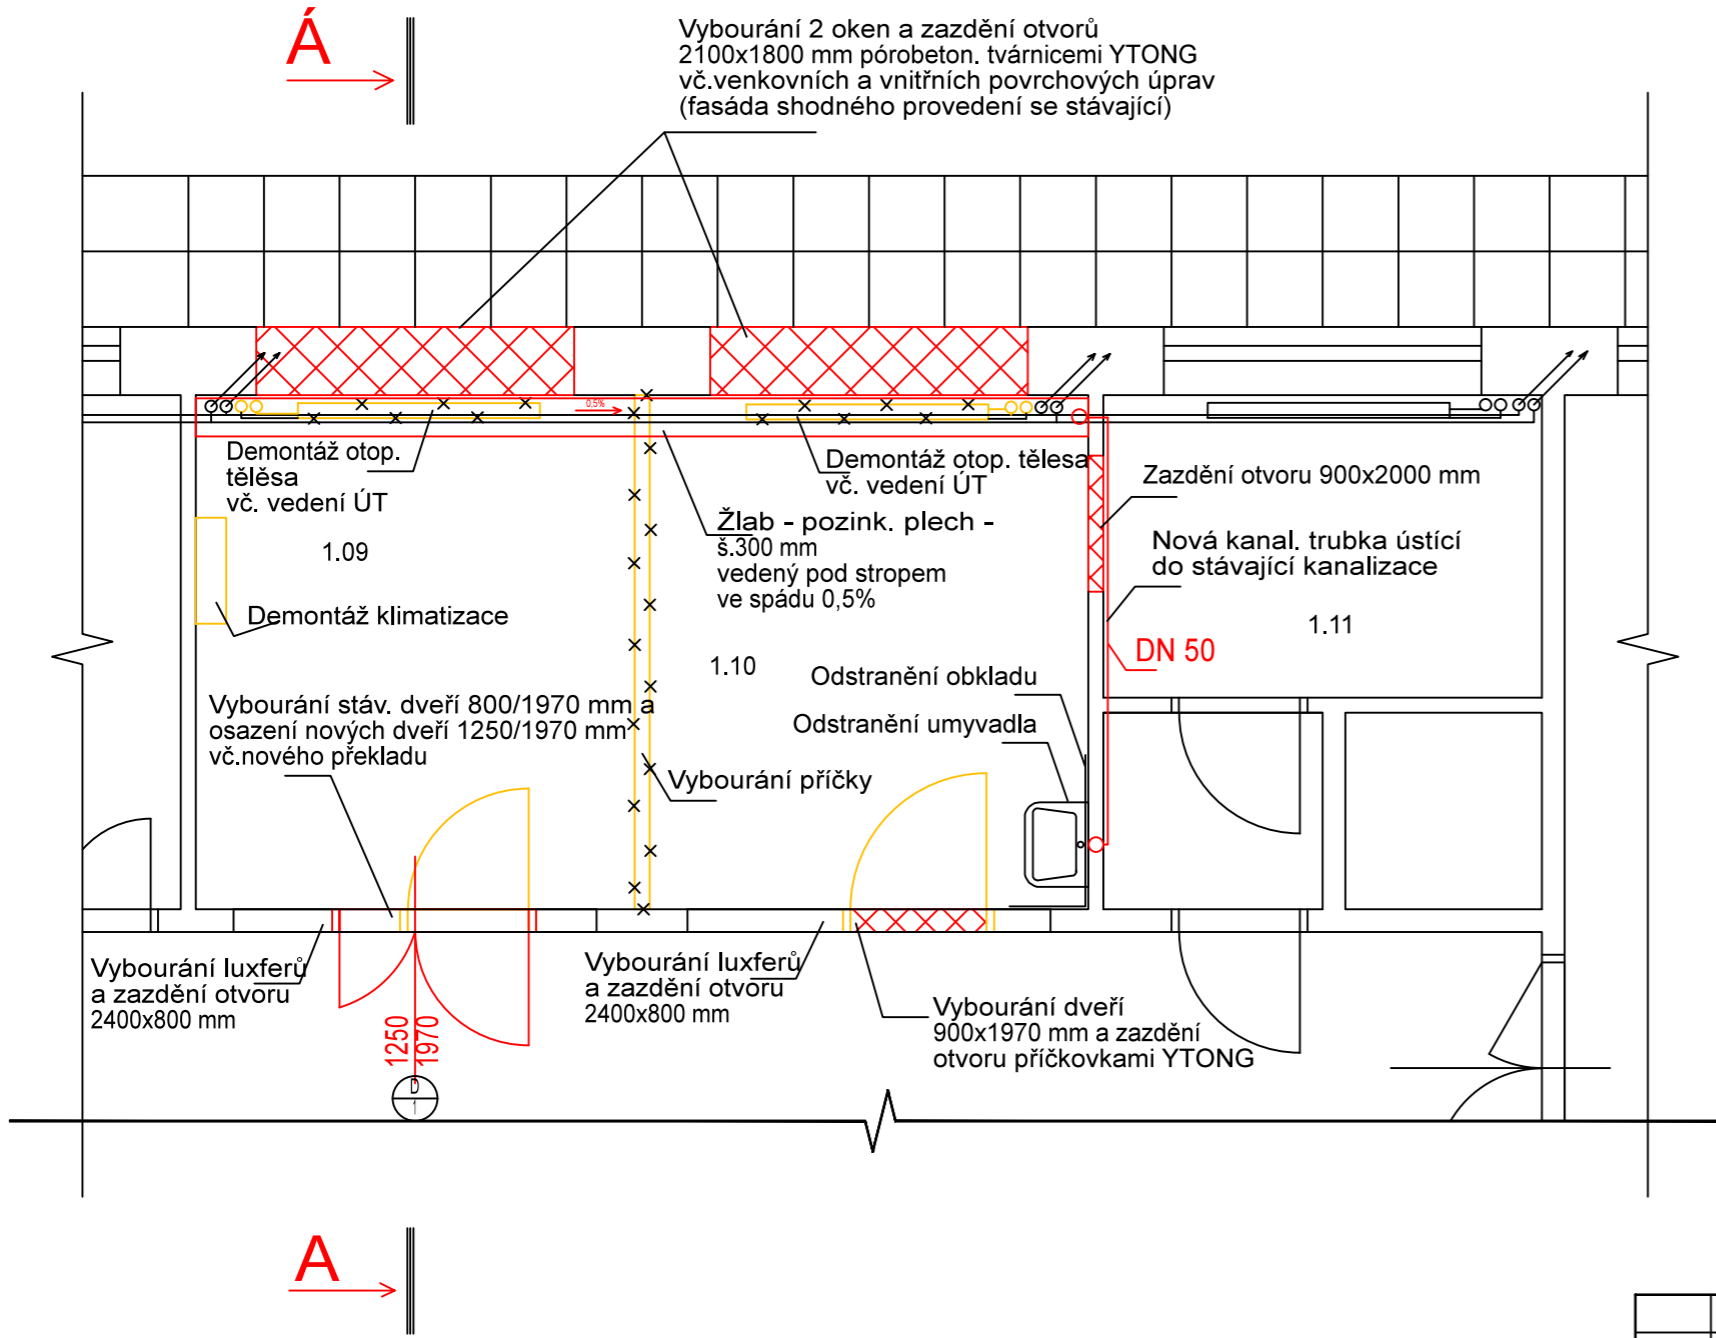 Á
Vybourání 2 oken a zazdění otvorů
2100x1800 mm pórobeton. tvárnicemi YTONG
vč.venkovních a vnitřních povrchových úprav
(fasáda shodného provedení se stávající)
0,5%
Demontáž otop.
tělěsa
vč. vedení ÚT
Demontáž otop. tělesa
vč. vedení ÚT
Zazdění otvoru 900x2000 mm
Žlab - pozink. plech -
š.300 mm
vedený pod stropem
ve spádu 0,5%
Nová kanal. trubka ústící
do stávající kanalizace
1.09
Demontáž klimatizace
1.11
DN 50
1.10
Odstranění obkladu
Vybourání stáv. dveří 800/1970 mm a
osazení nových dveří 1250/1970 mm
vč.nového překladu
Odstranění umyvadla
Vybourání příčky
Vybourání luxferů
a zazdění otvoru
2400x800 mm
Vybourání luxferů
a zazdění otvoru
2400x800 mm
Vybourání dveří
900x1970 mm a zazdění
otvoru příčkovkami YTONG
1250
1970
D
1
A